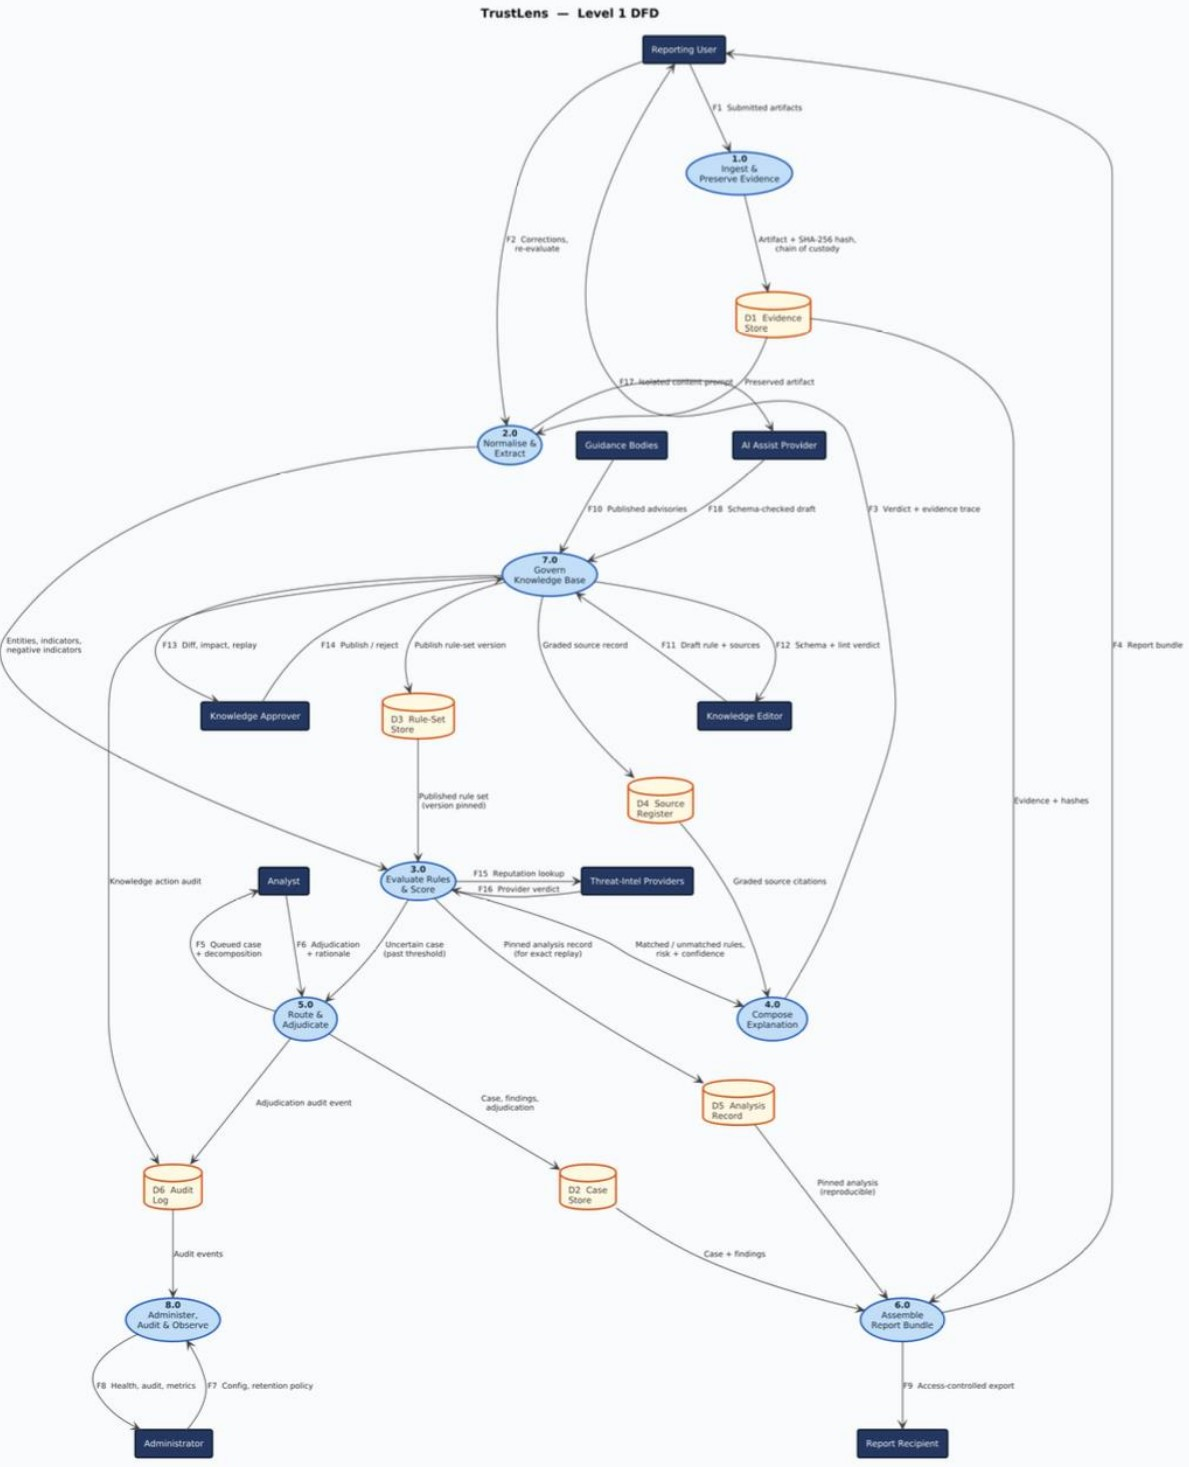 TrustLens — Level 1 DFD
Reporting User
F1 Submitted artifacts
1.0
Ingest &
Preserve Evidence
F2 Corrections,
re-evaluate
Artifact + SHA-256 hash,
chain of custody
D1 Evidence
Store
F17 Isolated content prompt
Preserved artifact
2.0
Normalise &
Extract
Guidance Bodies
AI Assist Provider
F10 Published advisories
F18 Schema-checked draft
F3 Verdict + evidence trace
7.0
Govern
Knowledge Base
Entities, indicators,
negative indicators
F13 Diff, impact, replay
F14 Publish / reject
Publish rule-set version
Graded source record
F11 Draft rule + sources
F12 Schema + lint verdict
F4 Report bundle
Knowledge Approver
D3 Rule-Set
Store
Knowledge Editor
D4 Source
Register
Published rule set
(version pinned)
Evidence + hashes
Knowledge action audit
Analyst
3.0
Evaluate Rules
& Score
F15 Reputation lookup
F16 Provider verdict
Threat-Intel Providers
Graded source citations
F5 Queued case
+ decomposition
F6 Adjudication
+ rationale
Uncertain case
(past threshold)
Pinned analysis record
(for exact replay)
Matched / unmatched rules,
risk + confidence
5.0
Route &
Adjudicate
4.0
Compose
Explanation
Adjudication audit event
Case, findings,
adjudication
D5 Analysis
Record
D6 Audit
Log
D2 Case
Store
Pinned analysis
(reproducible)
Audit events
Case + findings
8.0
Administer,
Audit & Observe
6.0
Assemble
Report Bundle
F8 Health, audit, metrics
F7 Config, retention policy
F9 Access-controlled export
Administrator
Report Recipient